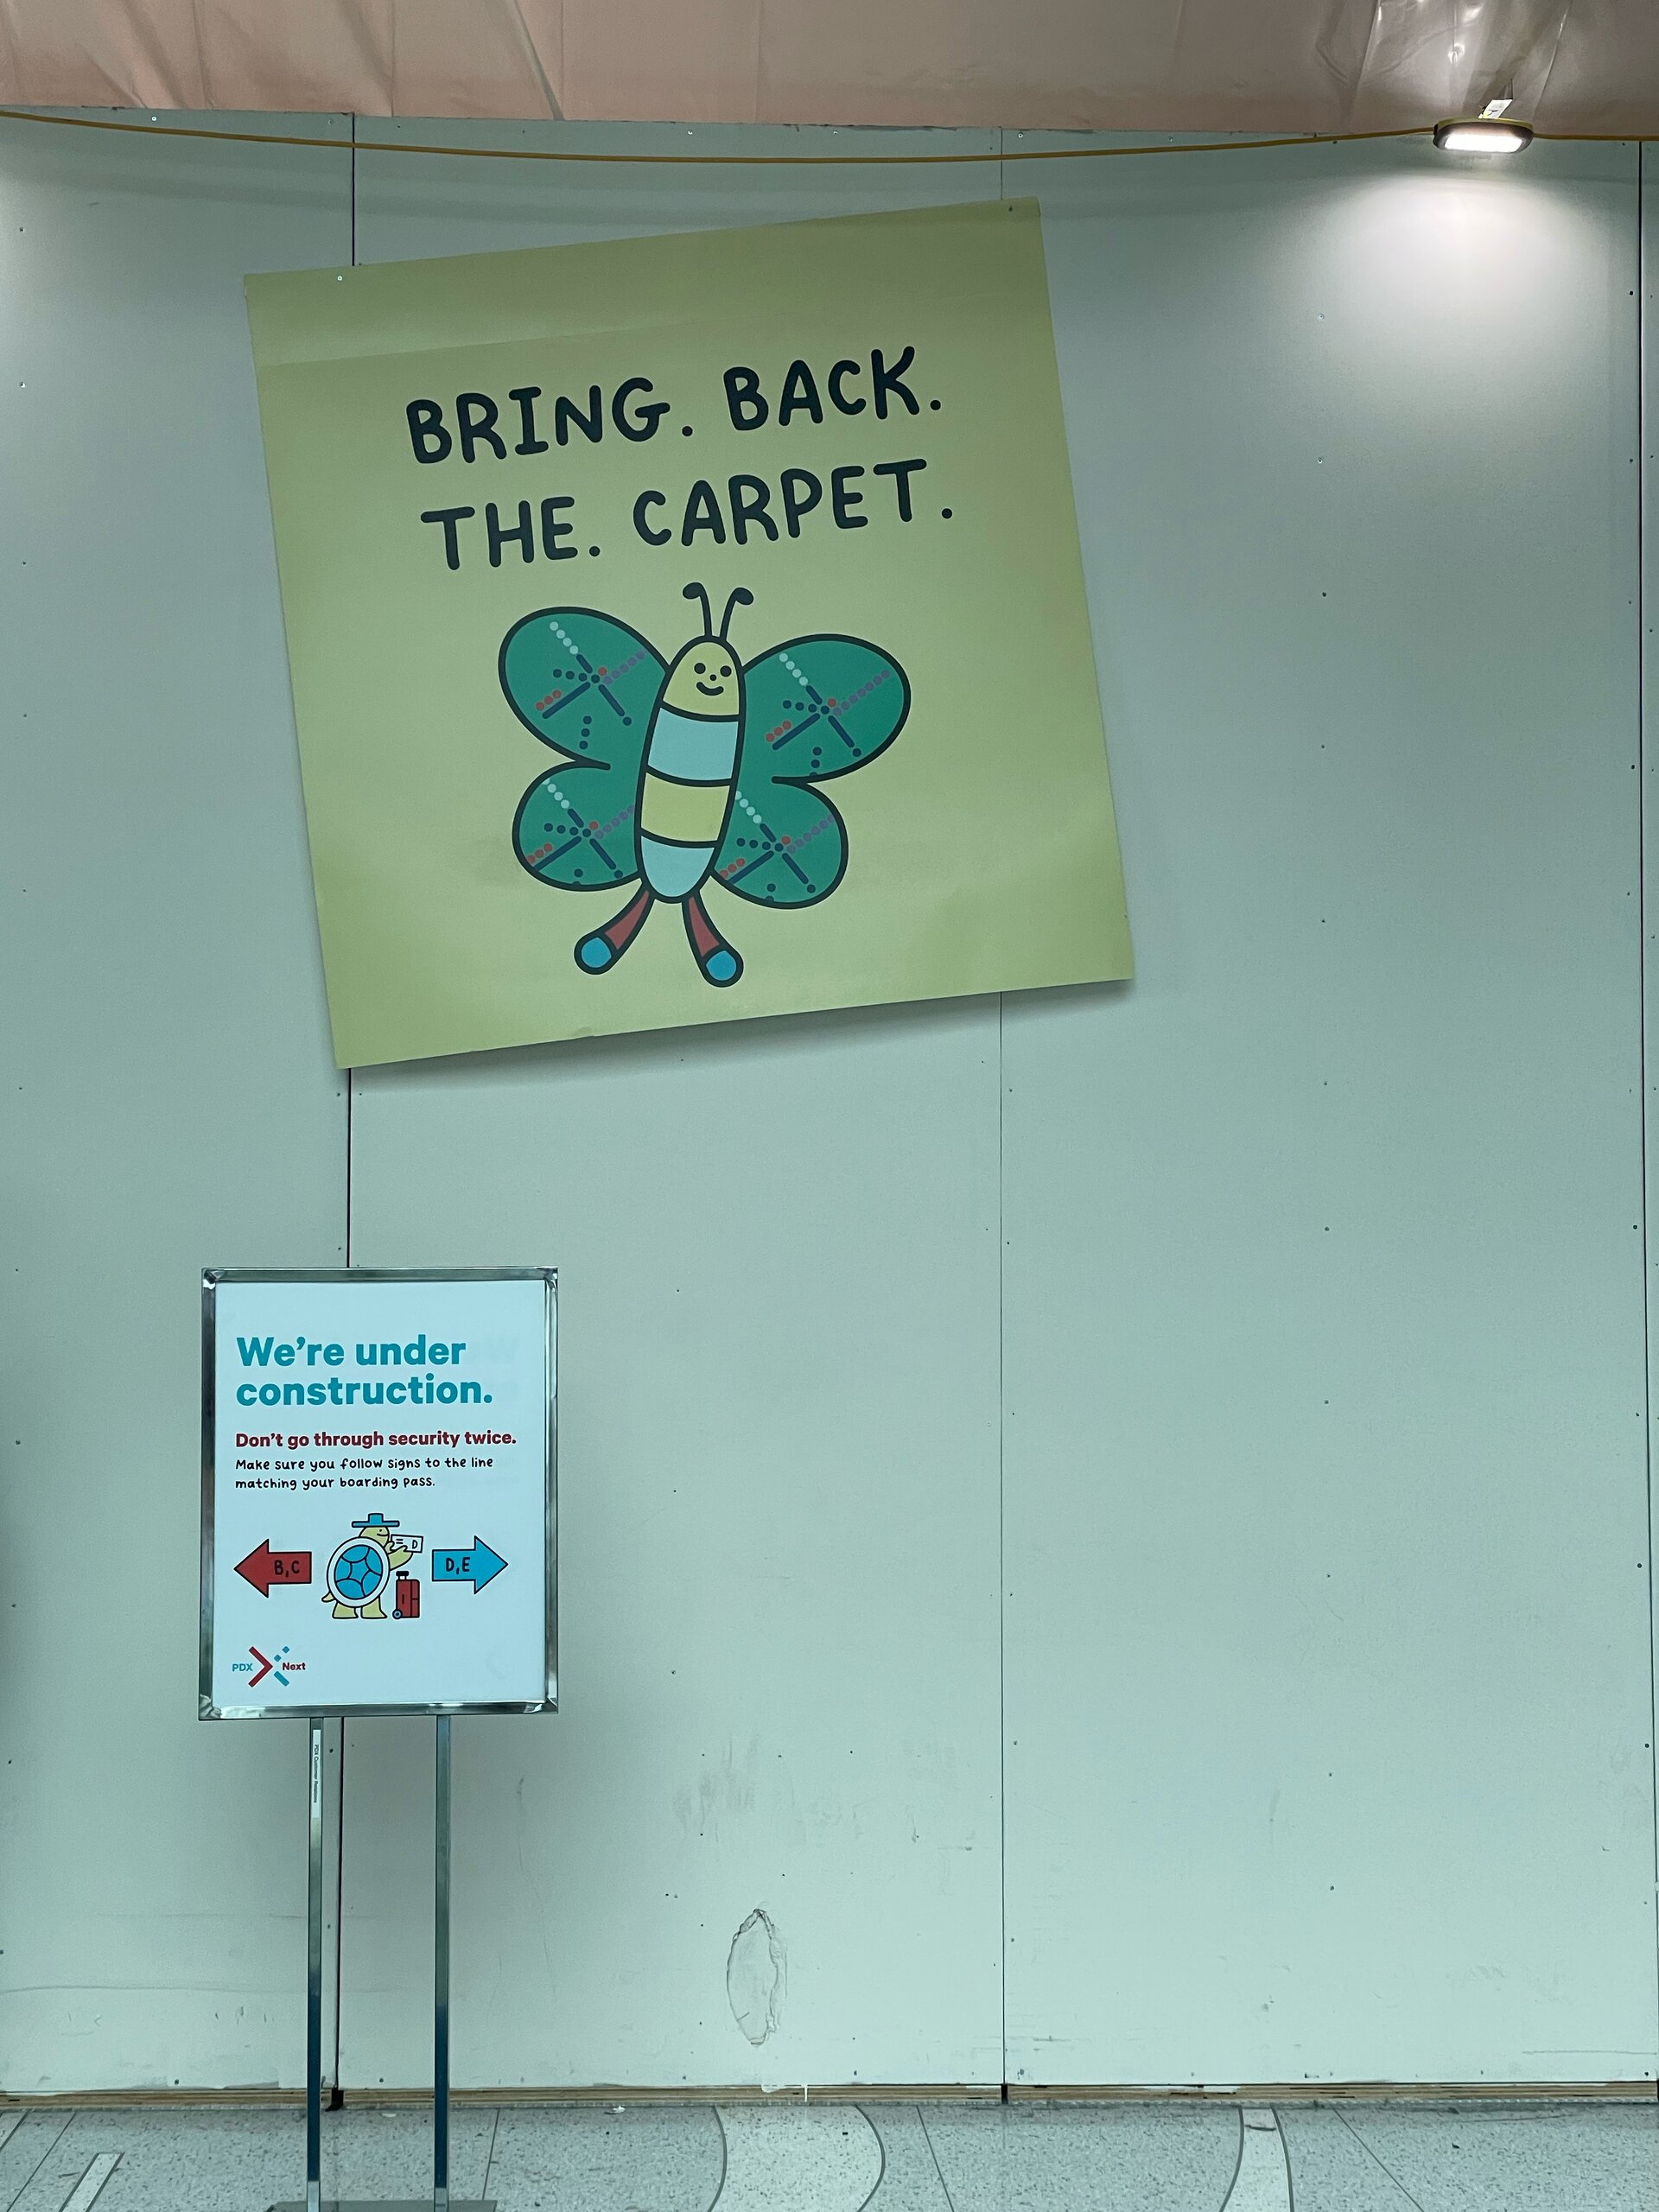 BRING. BACK.
THE. CARPET.
We're under
construction.
Don't go through security twice.
Make sure you follow signs to the line
matching your boarding pass.
B,C
D
D,E
PDX Next